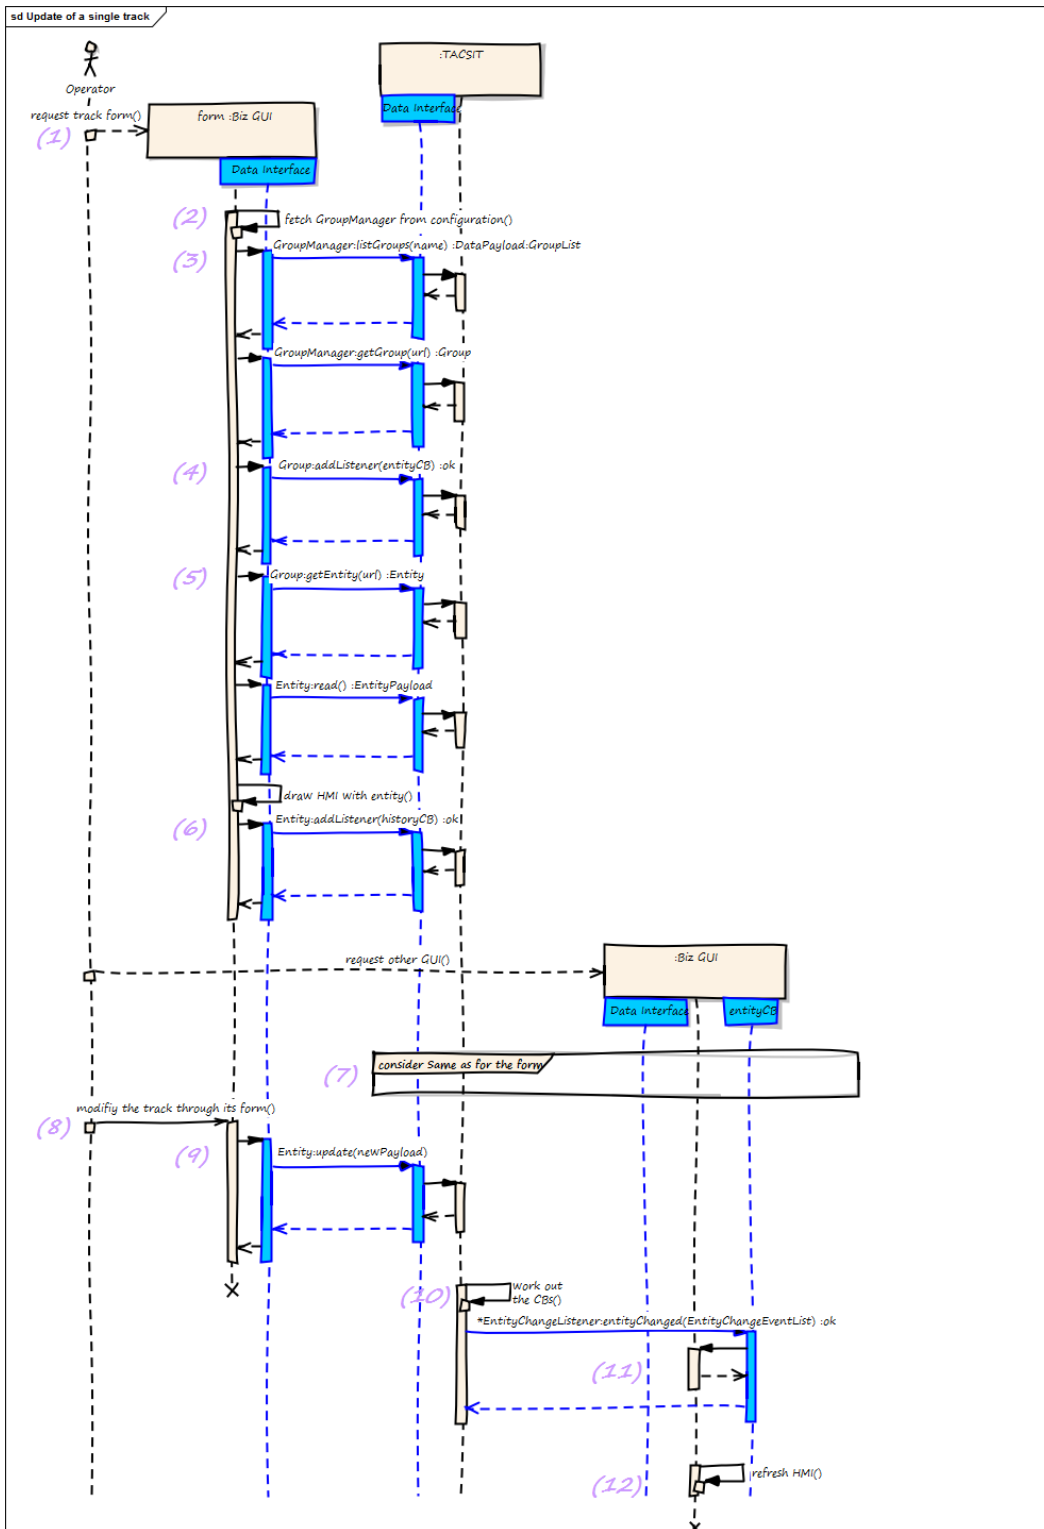 sd Update of a single track
:TACSIT
Operator
Data Interface
request track form()
form :Biz GUI
(1)
Data Interface
(2)
fetch GroupManager from configuration()
GroupManager:listGroups(name) :DataPayload:GroupList
(3)
GroupManager:getGroup(url) :Group
(4)
Group:addListener(entityCB) :ok
(5)
Group:getEntity(url) :Entity
Entity:read() :EntityPayload
draw HMI with entity()
(6)
Entity:addListener(historyCB) :ok
request other GUI()
:Biz GUI
Data Interface
entityCB
(7)
consider Same as for the form
modifiy the track through its form()
(8)
(9)
Entity:update(newPayload)
(10)
Work out
the CBs()
*EntityChangeListener:entityChanged(EntityChangeEventList) :ok
(11)
(12)
refresh HMI()